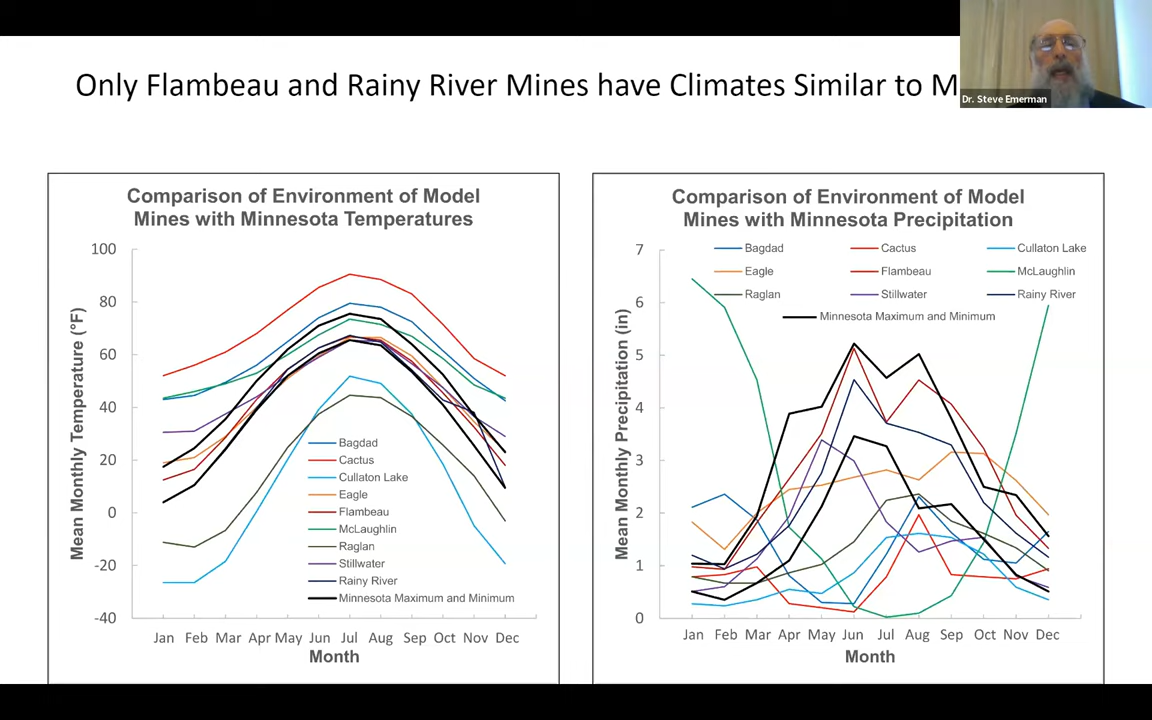 Only Flambeau and Rainy River Mines have Climates Similar to M
Dr. Steve Emerman
Comparison of Environment of Model
Mines with Minnesota Temperatures
100
80
60
40
20
0
-20
-40
Mean Monthly Temperature (°F)
Bagdad
Cactus
Cullaton Lake
Eagle
Flambeau
McLaughlin
Raglan
Stillwater
Rainy River
Minnesota Maximum and Minimum
Jan Feb Mar Apr May Jun Jul Aug Sep Oct Nov Dec
Month
Comparison of Environment of Model
Mines with Minnesota Precipitation
7
6
5
4
3
2
1
0
Mean Monthly Precipitation (in)
Bagdad Cactus Cullaton Lake
Eagle Flambeau McLaughlin
Raglan Stillwater Rainy River
Minnesota Maximum and Minimum
Jan Feb Mar Apr May Jun Jul Aug Sep Oct Nov Dec
Month